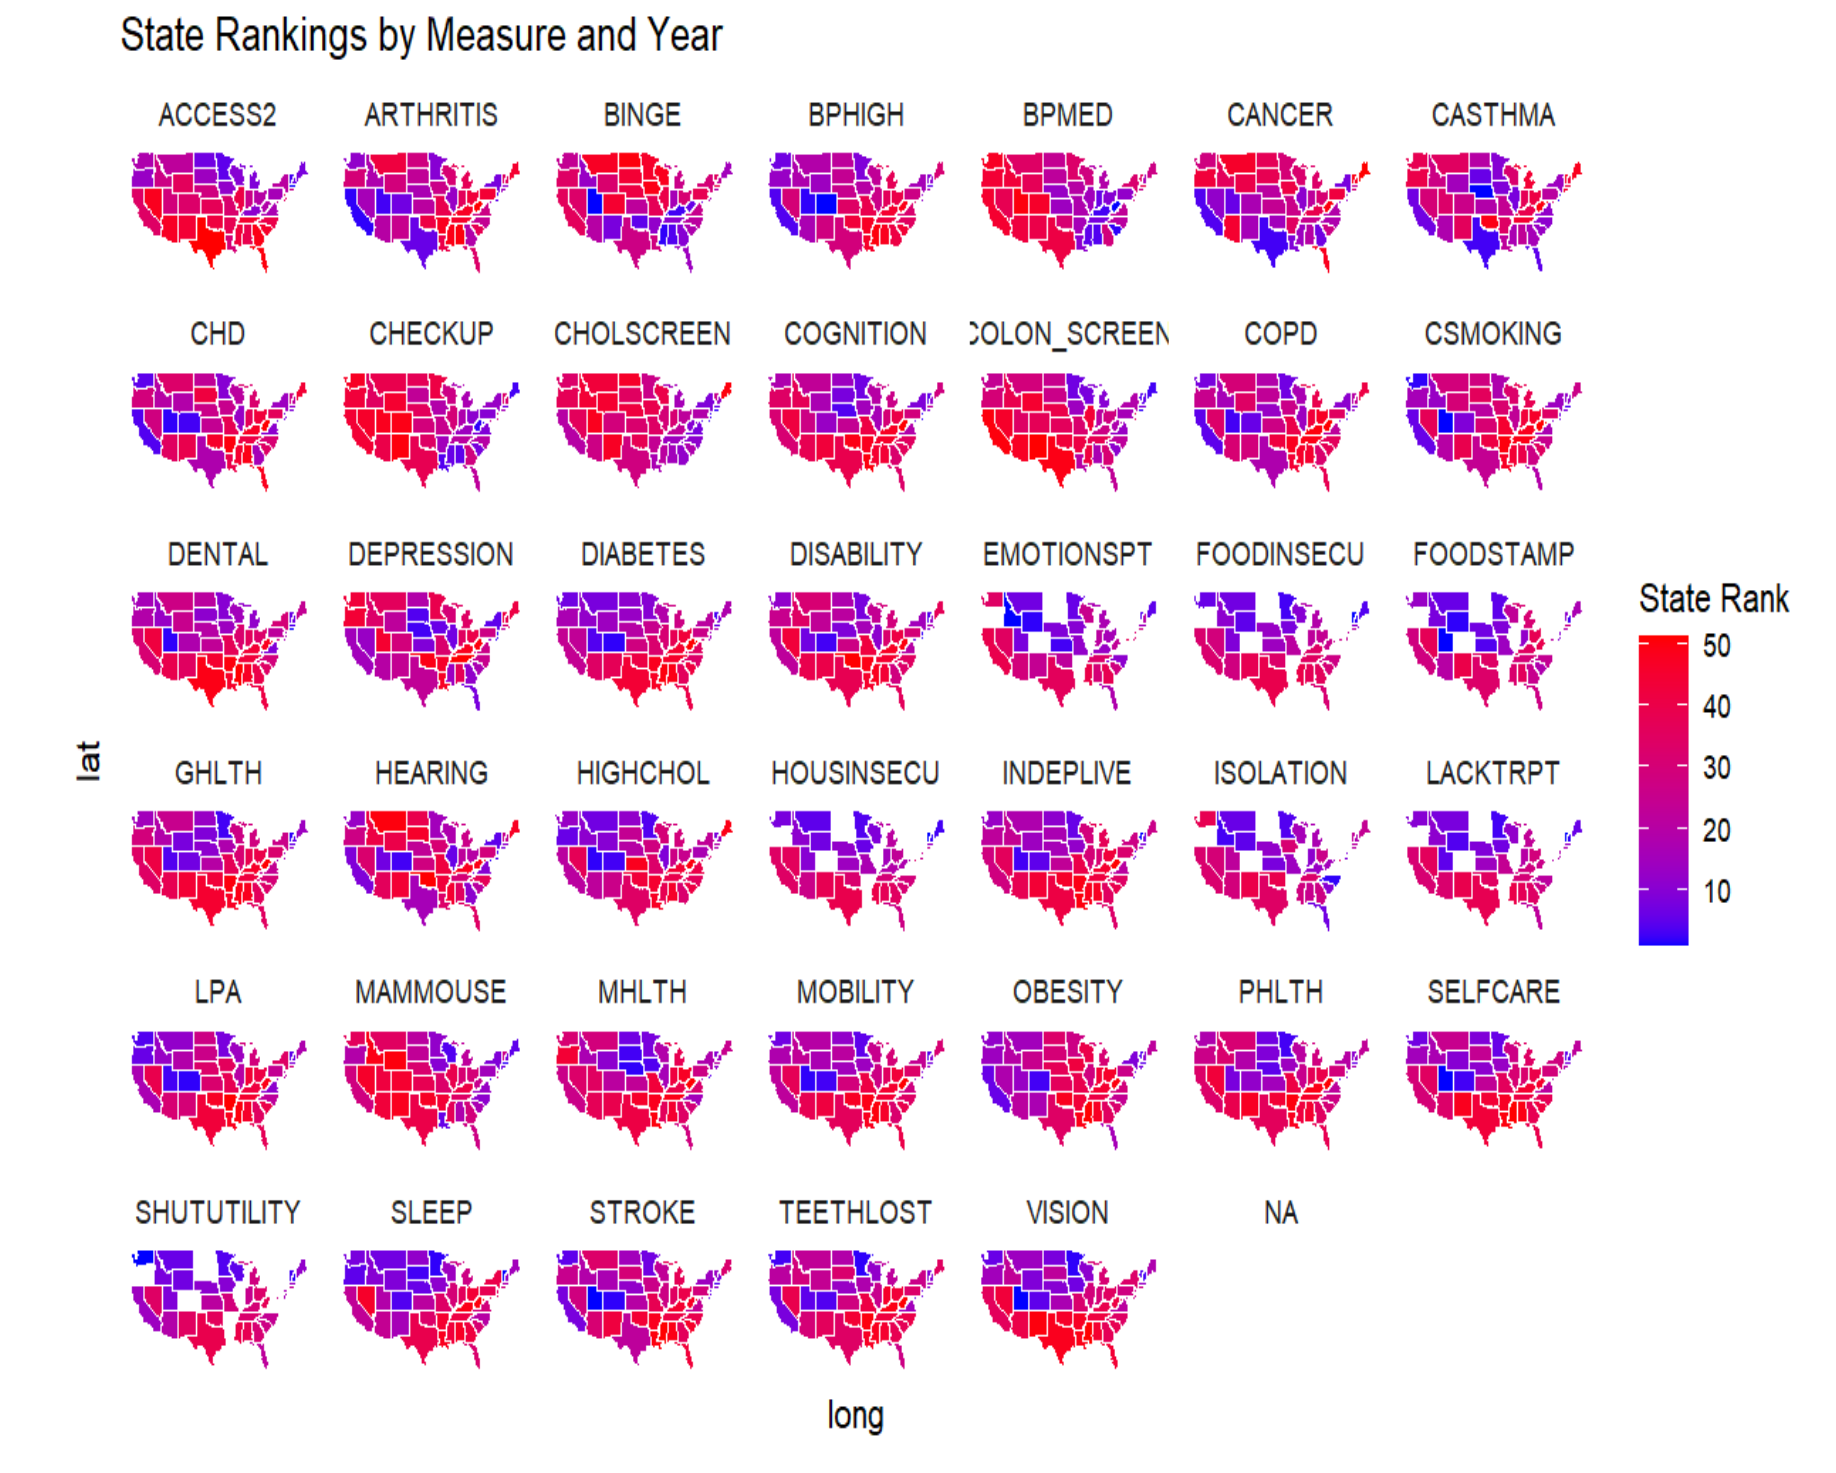 State Rankings by Measure and Year
ACCESS2 ARTHRITIS BINGE BPHIGH BPMED CANCER CASTHMA
CHD CHECKUP CHOLSCREEN COGNITION COLON_SCREEN COPD CSMOKING
DENTAL DEPRESSION DIABETES DISABILITY EMOTIONSPT FOODINSECU FOODSTAMP
GHLTH HEARING HIGHCHOL HOUSINSECU INDEPLIVE ISOLATION LACKTRPT
LPA MAMMOUSE MHLTH MOBILITY OBESITY PHLTH SELFCARE
SHUTUTILITY SLEEP STROKE TEETHLOST VISION NA
lat
long
State Rank
50
40
30
20
10